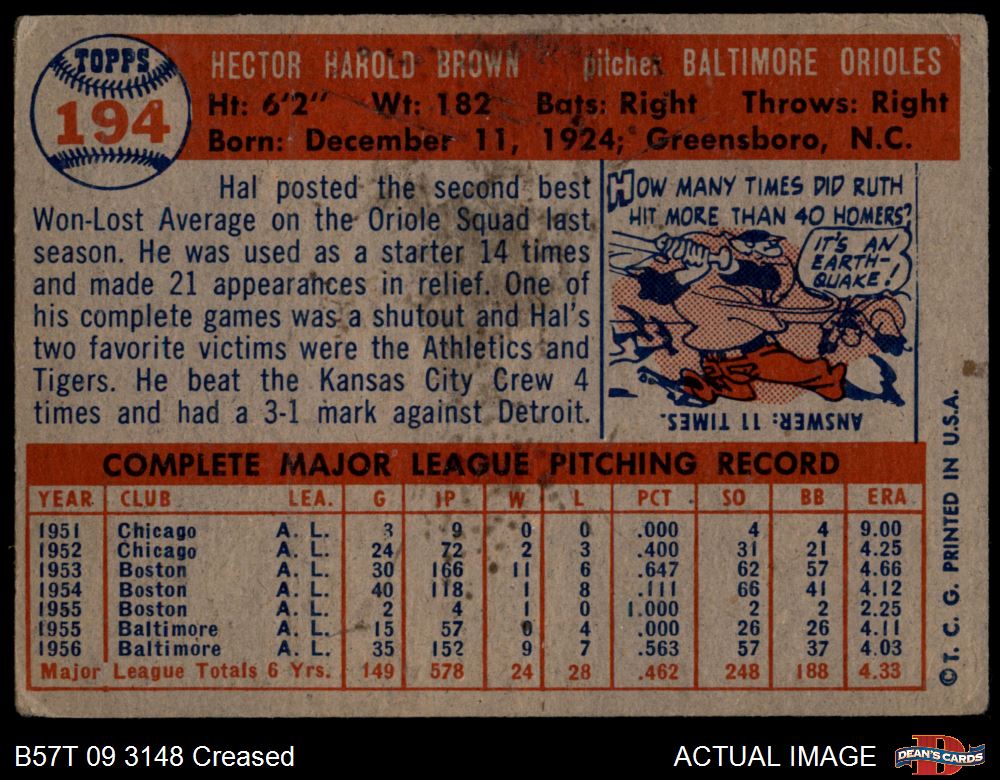 TOPPS
194
HECTOR HAROLD BROWN pitcher BALTIMORE ORIOLES
Ht: 6'2" Wt: 182 Bats: Right Throws: Right
Born: December 11, 1924; Greensboro, N.C.
Hal posted the second best
Won-Lost Average on the Oriole Squad last
season. He was used as a starter 14 times
and made 21 appearances in relief. One of
his complete games was a shutout and Hal's
two favorite victims were the Athletics and
Tigers. He beat the Kansas City Crew 4
times and had a 3-1 mark against Detroit.
HOW MANY TIMES DID RUTH
HIT MORE THAN 40 HOMERS?
IT'S AN
EARTH-
QUAKE!
ANSWER: 11 TIMES.
COMPLETE MAJOR LEAGUE PITCHING RECORD
YEAR CLUB LEA. G IP W L PCT SO BB ERA
1951 Chicago A. L. 3 9 0 0 .000 4 4 9.00
1952 Chicago A. L. 24 72 2 3 .400 31 21 4.25
1953 Boston A. L. 30 166 11 6 .647 62 57 4.66
1954 Boston A. L. 40 118 1 8 .111 66 41 4.12
1955 Boston A. L. 2 4 1 0 1.000 2 2 2.25
1955 Baltimore A. L. 15 57 0 4 .000 26 26 4.11
1956 Baltimore A. L. 35 152 9 7 .563 57 37 4.03
Major League Totals 6 Yrs. 149 578 24 28 .462 248 188 4.33
©T. C. G. PRINTED IN U.S.A.
B57T 09 3148 Creased
ACTUAL IMAGE
DEAN'S CARDS